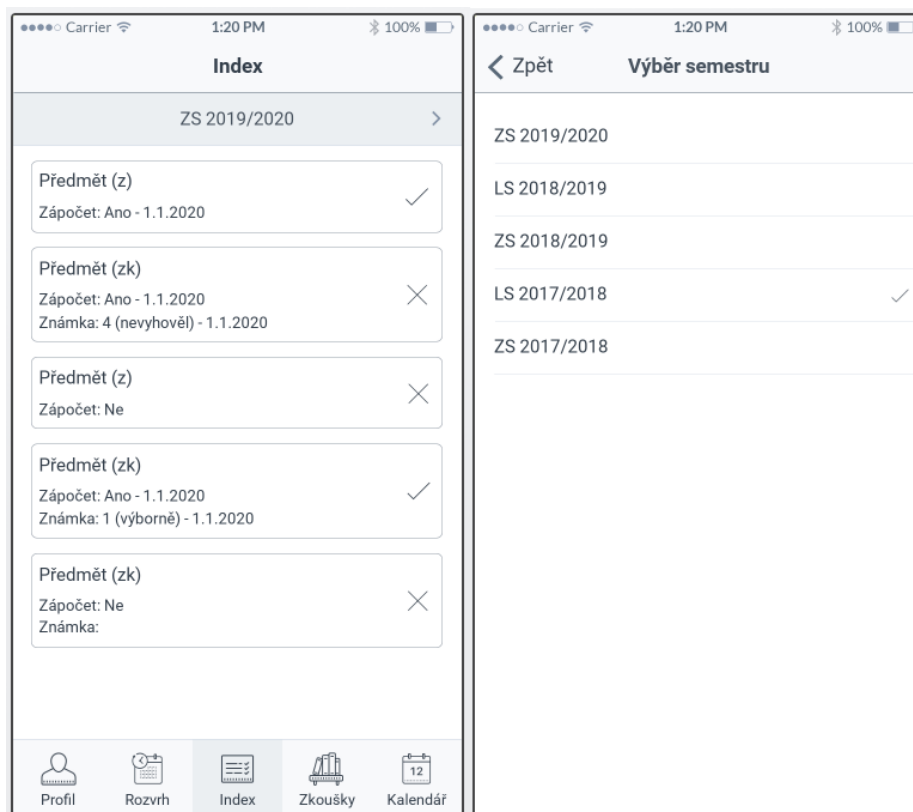 Carrier 1:20 PM 100%
Index
ZS 2019/2020
Předmět (z)
Zápočet: Ano - 1.1.2020
Předmět (zk)
Zápočet: Ano - 1.1.2020
Známka: 4 (nevyhověl) - 1.1.2020
Předmět (z)
Zápočet: Ne
Předmět (zk)
Zápočet: Ano - 1.1.2020
Známka: 1 (výborně) - 1.1.2020
Předmět (zk)
Zápočet: Ne
Známka:
12
Profil Rozvrh Index Zkoušky Kalendář
Carrier 1:20 PM 100%
Zpět Výběr semestru
ZS 2019/2020
LS 2018/2019
ZS 2018/2019
LS 2017/2018
ZS 2017/2018